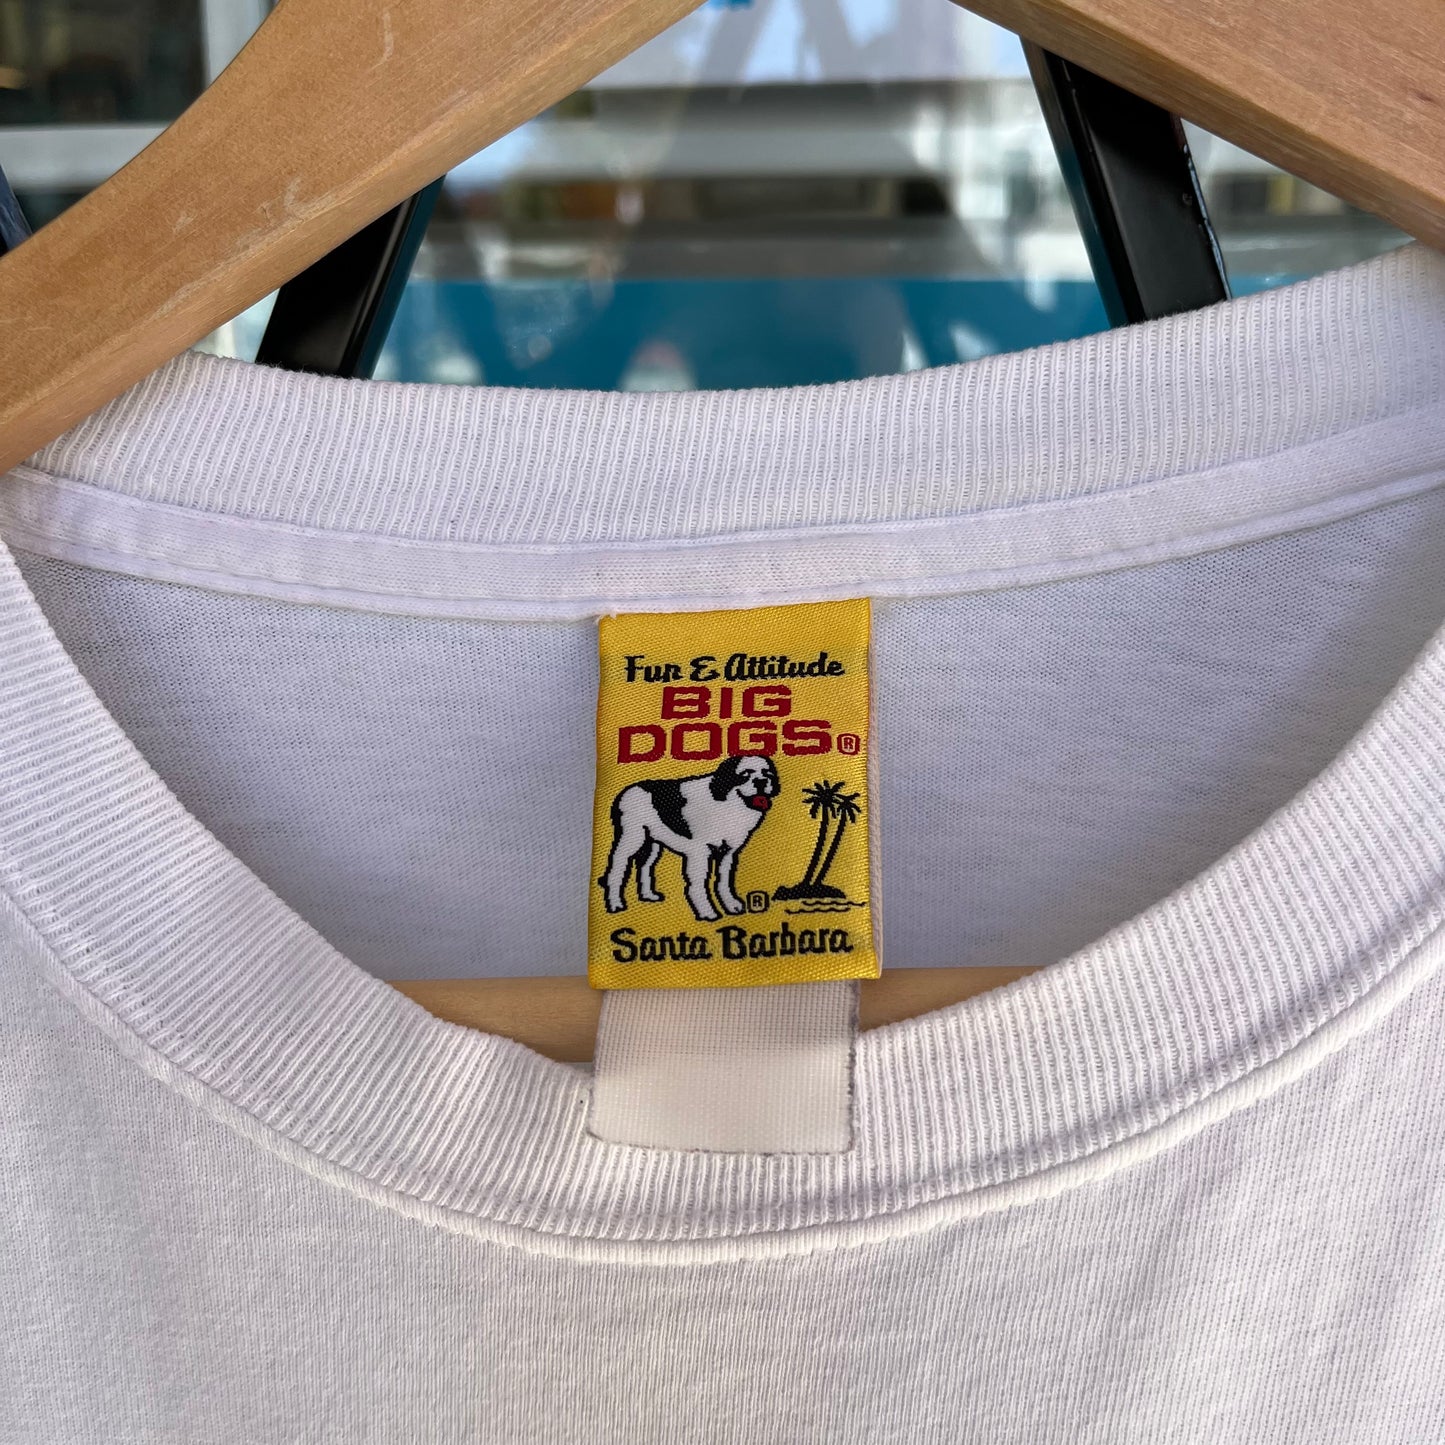 Fun & Attitude
BIG
DOGS®
®
Santa Barbara